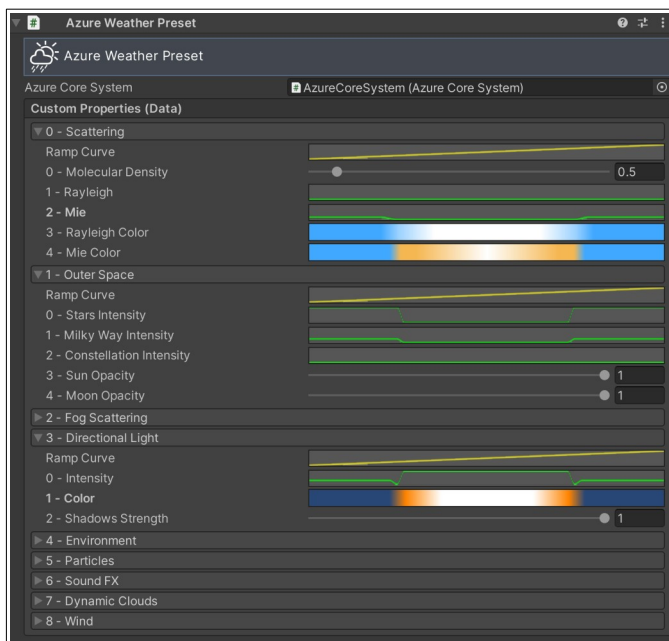 # Azure Weather Preset
Azure Weather Preset
Azure Core System # AzureCoreSystem (Azure Core System)
Custom Properties (Data)
0 - Scattering
Ramp Curve
0 - Molecular Density 0.5
1 - Rayleigh
2 - Mie
3 - Rayleigh Color
4 - Mie Color
1 - Outer Space
Ramp Curve
0 - Stars Intensity
1 - Milky Way Intensity
2 - Constellation Intensity
3 - Sun Opacity 1
4 - Moon Opacity 1
2 - Fog Scattering
3 - Directional Light
Ramp Curve
0 - Intensity
1 - Color
2 - Shadows Strength 1
4 - Environment
5 - Particles
6 - Sound FX
7 - Dynamic Clouds
8 - Wind